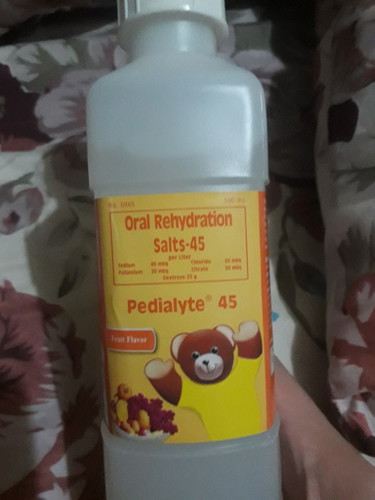 Oral Rehydration
Salts-45
per Liter
Sodium 45 mEq Chloride 35 mEq
Potassium 20 mEq Citrate 30 mEq
Dextrose 25 g
Pedialyte® 45
Fruit Flavor